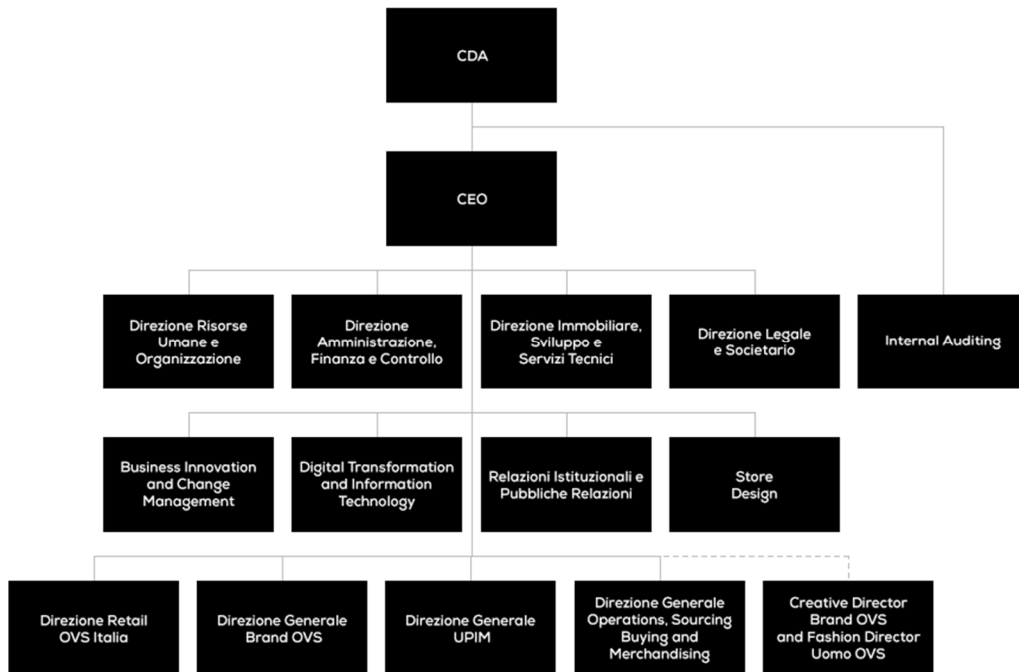 CDA
CEO
Direzione Risorse
Umane e
Organizzazione
Direzione
Amministrazione,
Finanza e Controllo
Direzione Immobiliare,
Sviluppo e
Servizi Tecnici
Direzione Legale
e Societario
Internal Auditing
Business Innovation
and Change
Management
Digital Transformation
and Information
Technology
Relazioni Istituzionali e
Pubbliche Relazioni
Store
Design
Direzione Retail
OVS Italia
Direzione Generale
Brand OVS
Direzione Generale
UPIM
Direzione Generale
Operations, Sourcing
Buying and
Merchandising
Creative Director
Brand OVS
and Fashion Director
Uomo OVS